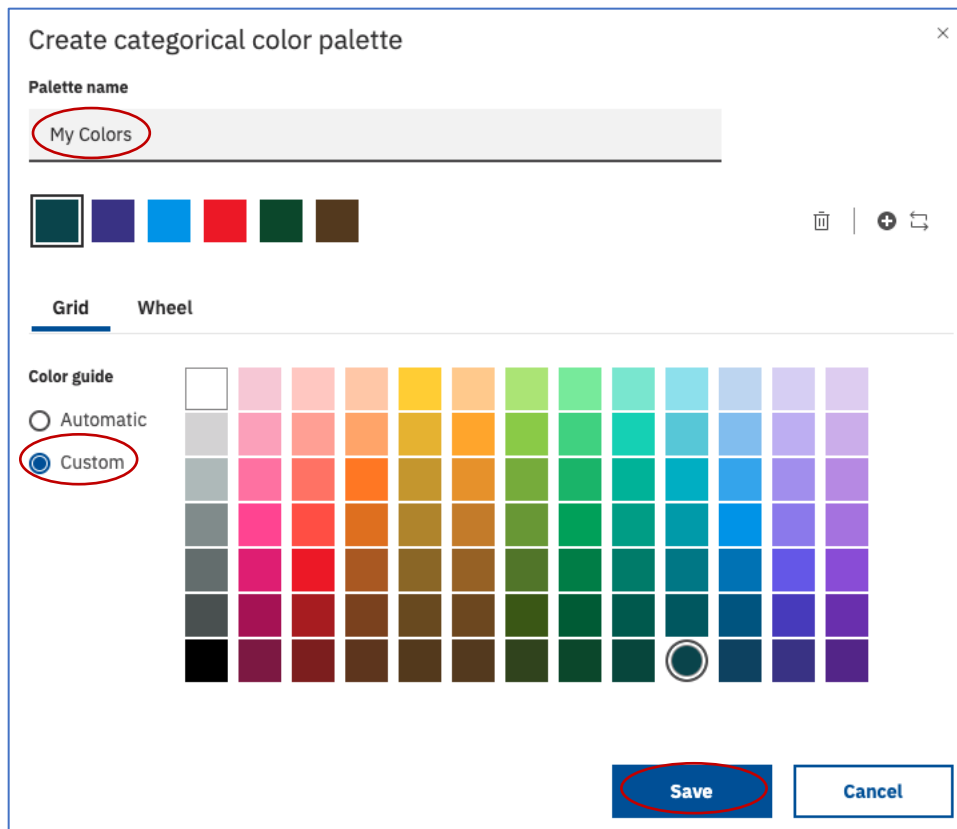 Create categorical color palette
Palette name
My Colors
Grid Wheel
Color guide
Automatic
Custom
Save Cancel